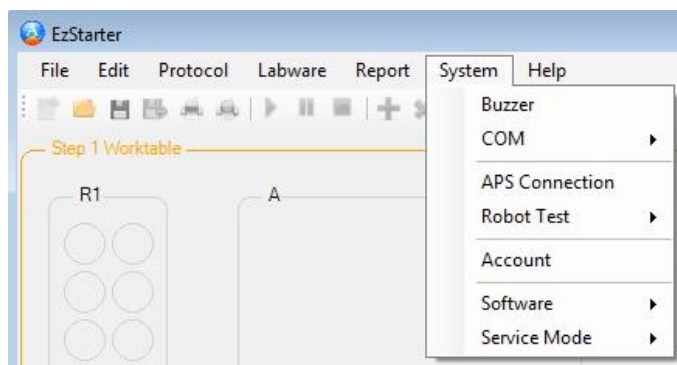 EzStarter
File Edit Protocol Labware Report System Help
Buzzer
COM
Step 1 Worktable
APS Connection
R1 A
Robot Test
Account
Software
Service Mode